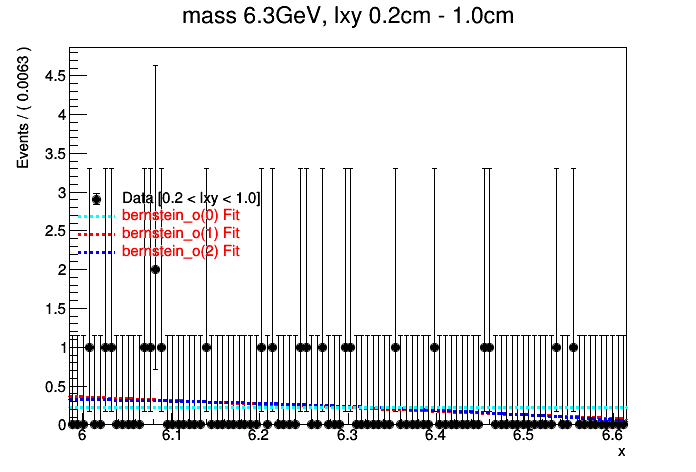 mass 6.3GeV, lxy 0.2cm - 1.0cm
Events / ( 0.0063 )
4.5
4
3.5
3
2.5
2
1.5
1
0.5
0
Data [0.2 < lxy < 1.0]
bernstein_o(0) Fit
bernstein_o(1) Fit
bernstein_o(2) Fit
6 6.1 6.2 6.3 6.4 6.5 6.6
x